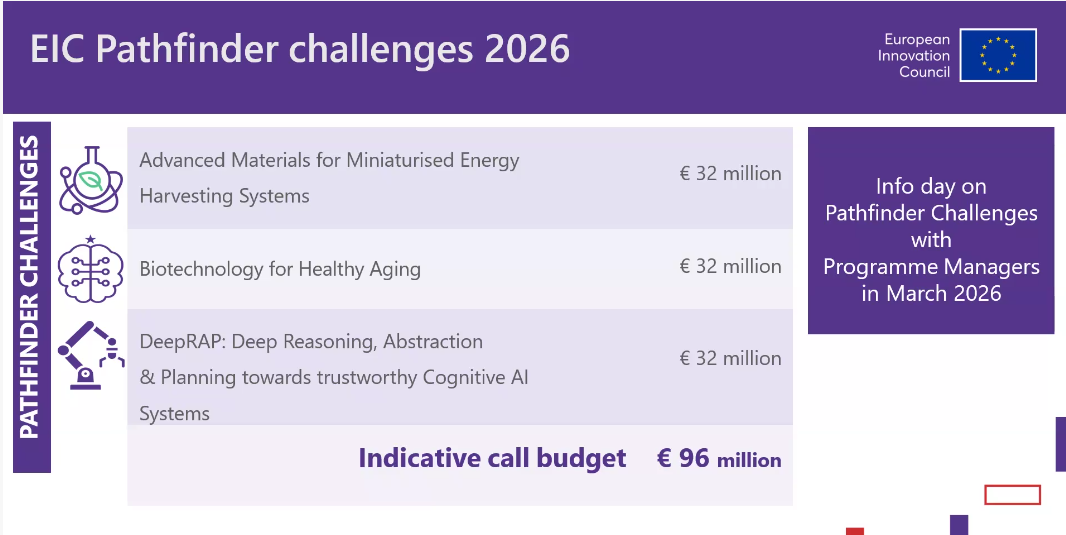 EIC Pathfinder challenges 2026
European
Innovation
Council
PATHFINDER CHALLENGES
Advanced Materials for Miniaturised Energy
Harvesting Systems
€ 32 million
Biotechnology for Healthy Aging
€ 32 million
DeepRAP: Deep Reasoning, Abstraction
& Planning towards trustworthy Cognitive AI
Systems
€ 32 million
Indicative call budget € 96 million
Info day on
Pathfinder Challenges
with
Programme Managers
in March 2026